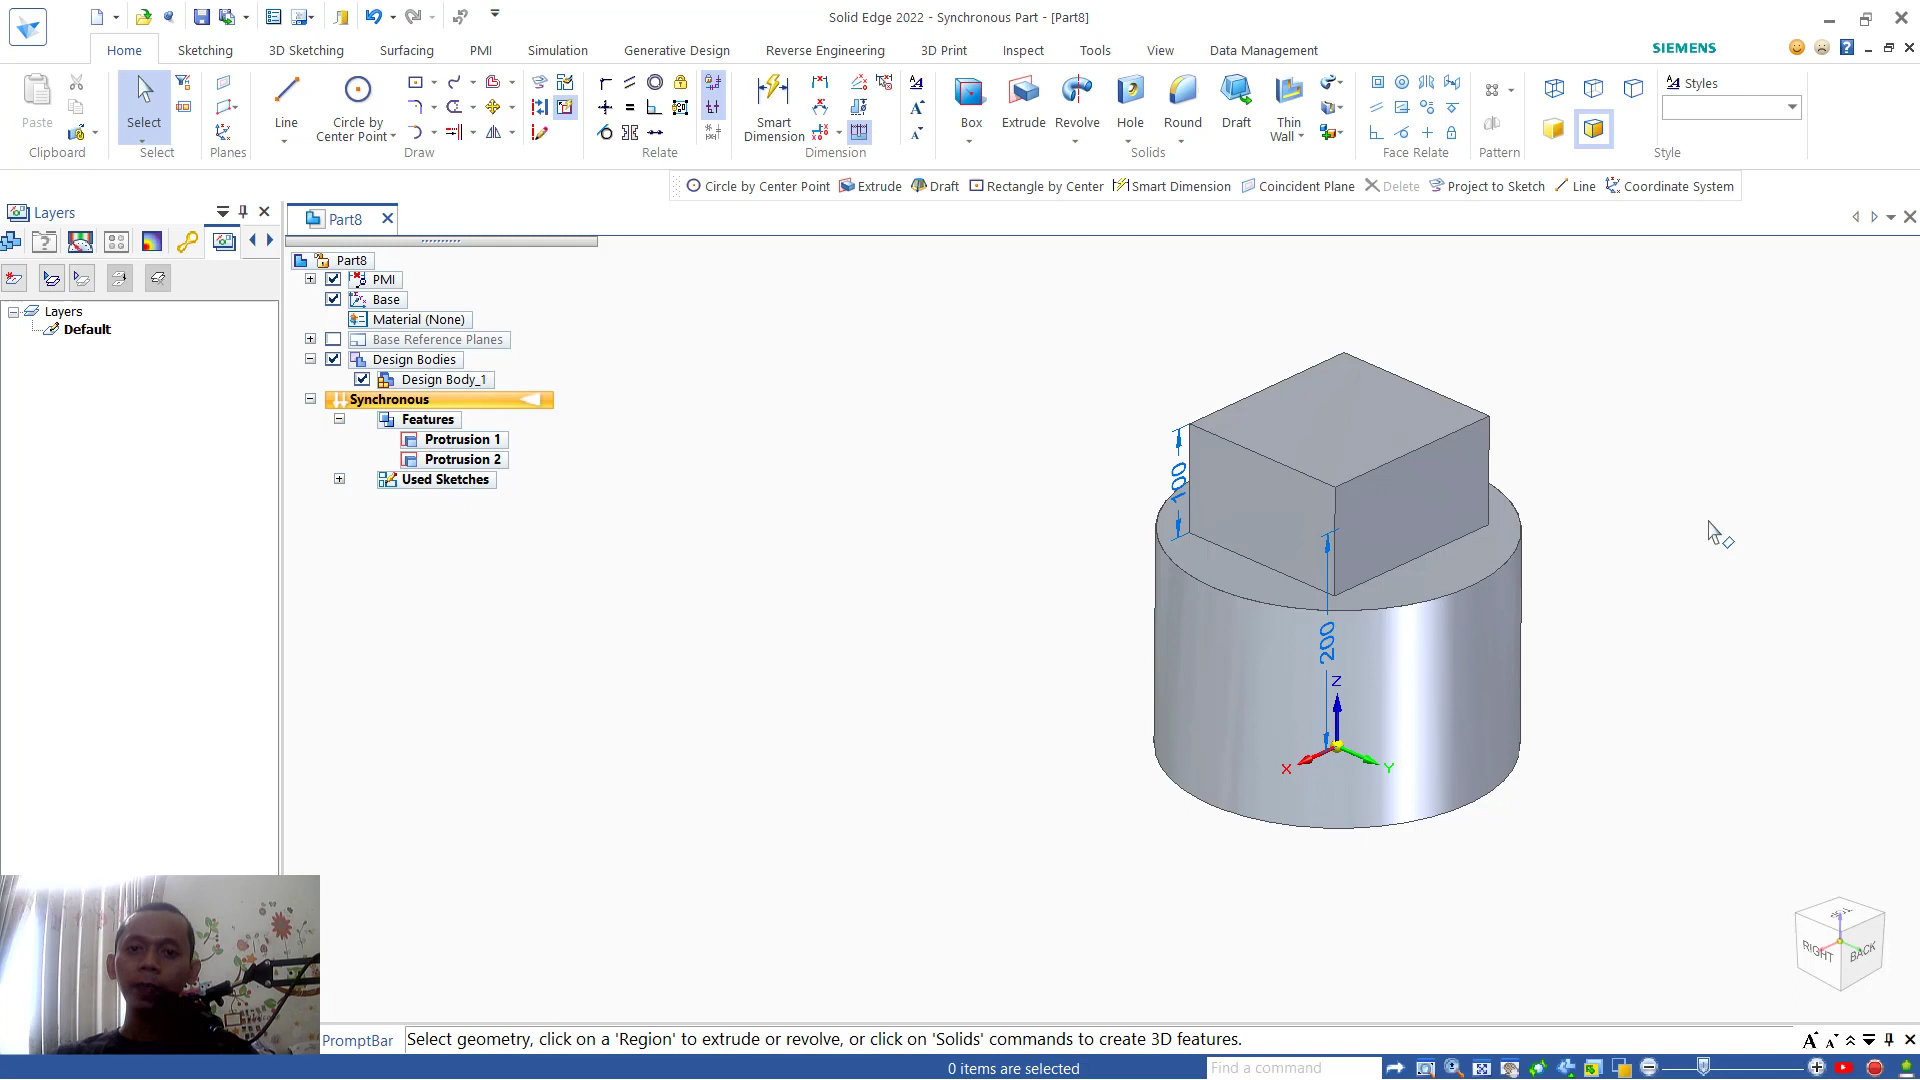 Solid Edge 2022 - Synchronous Part - [Part8]
Home Sketching 3D Sketching Surfacing PMI Simulation Generative Design Reverse Engineering 3D Print Inspect Tools View Data Management
SIEMENS
Paste
Clipboard
Select
Select
Planes
Line
Circle by
Center Point
Draw
Relate
Smart
Dimension
Dimension
Box
Extrude
Revolve
Hole
Round
Draft
Thin
Wall
Solids
Face Relate
Pattern
Styles
Style
Circle by Center Point Extrude Draft Rectangle by Center Smart Dimension Coincident Plane Delete Project to Sketch Line Coordinate System
Layers
Part8
Layers
Default
Part8
PMI
Base
Material (None)
Base Reference Planes
Design Bodies
Design Body_1
Synchronous
Features
Protrusion 1
Protrusion 2
Used Sketches
100
200
Z
X
Y
TOP
RIGHT
BACK
PromptBar
Select geometry, click on a 'Region' to extrude or revolve, or click on 'Solids' commands to create 3D features.
0 items are selected
Find a command